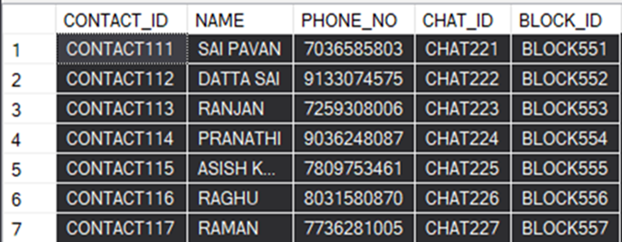 CONTACT_ID NAME PHONE_NO CHAT_ID BLOCK_ID
1 CONTACT111 SAI PAVAN 7036585803 CHAT221 BLOCK551
2 CONTACT112 DATTA SAI 9133074575 CHAT222 BLOCK552
3 CONTACT113 RANJAN 7259308006 CHAT223 BLOCK553
4 CONTACT114 PRANATHI 9036248087 CHAT224 BLOCK554
5 CONTACT115 ASISH K... 7809753461 CHAT225 BLOCK555
6 CONTACT116 RAGHU 8031580870 CHAT226 BLOCK556
7 CONTACT117 RAMAN 7736281005 CHAT227 BLOCK557